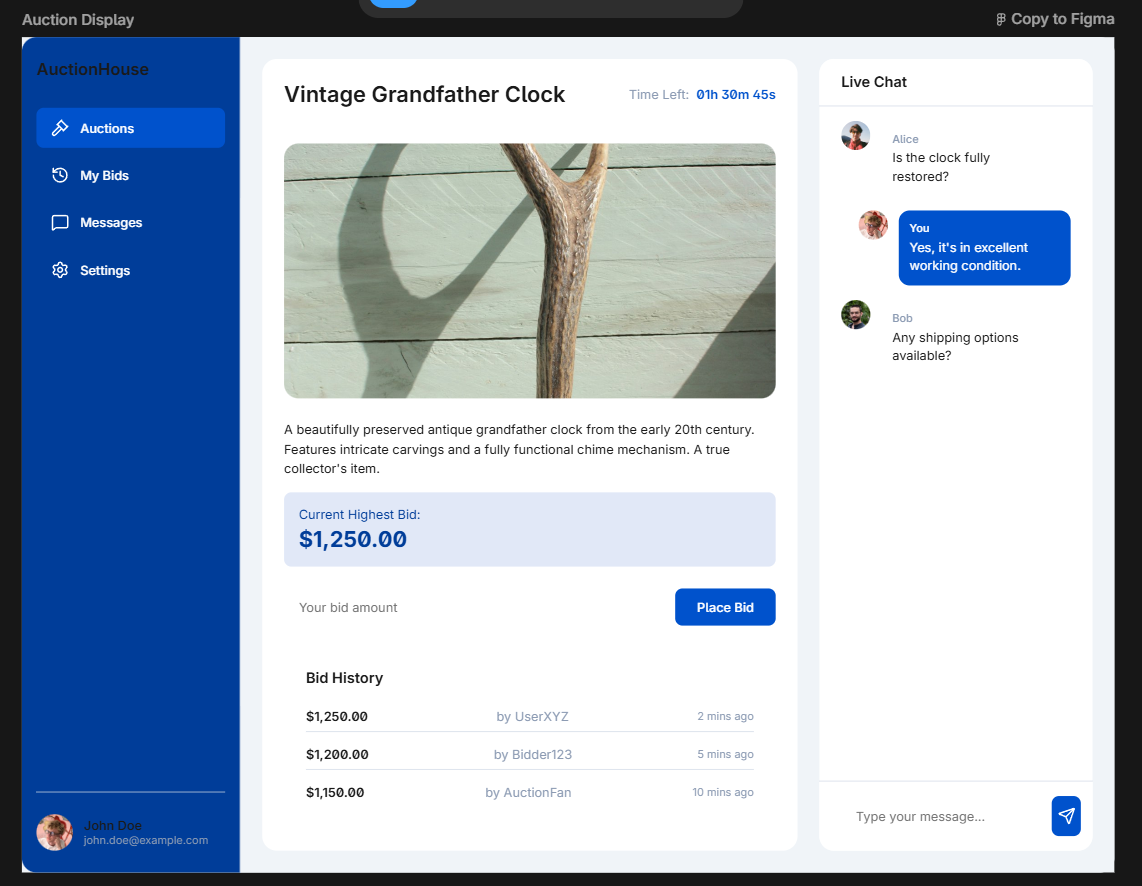 Auction Display
Copy to Figma
AuctionHouse
Auctions
My Bids
Messages
Settings
John Doe
john.doe@example.com
Vintage Grandfather Clock
Time Left: 01h 30m 45s
A beautifully preserved antique grandfather clock from the early 20th century.
Features intricate carvings and a fully functional chime mechanism. A true
collector's item.
Current Highest Bid:
$1,250.00
Your bid amount
Place Bid
Bid History
$1,250.00 by UserXYZ 2 mins ago
$1,200.00 by Bidder123 5 mins ago
$1,150.00 by AuctionFan 10 mins ago
Live Chat
Alice
Is the clock fully
restored?
You
Yes, it's in excellent
working condition.
Bob
Any shipping options
available?
Type your message...